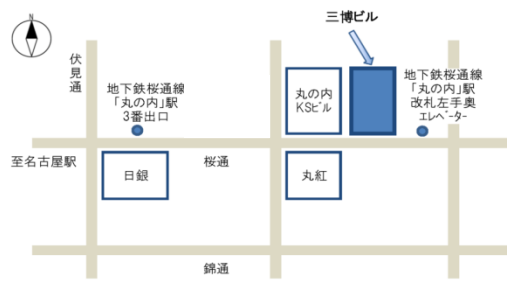 三博ビル
N
伏見通
地下鉄桜通線
「丸の内」駅
3番出口
丸の内
KSﾋﾞﾙ
地下鉄桜通線
「丸の内」駅
改札左手奥
ｴﾚﾍﾞｰﾀｰ
至名古屋駅
日銀
桜通
丸紅
錦通